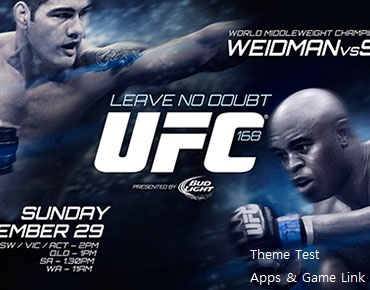 WORLD MIDDLEWEIGHT CHAMPI
WEIDMAN VS S
LEAVE NO DOUBT
UFC®
168
PRESENTED BY BUD LIGHT
SUNDAY
EMBER 29
SW / VIC / ACT - 2PM
QLD - 1PM
SA - 1.30PM
WA - 11AM
Theme Test
Apps & Game Link